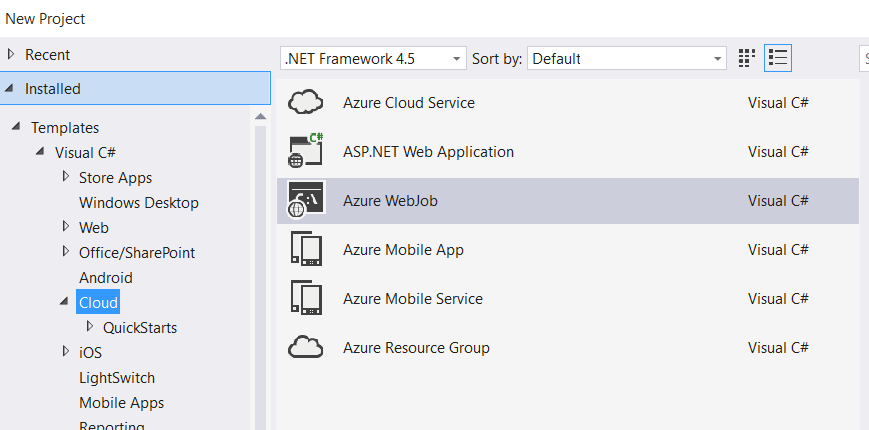 New Project
Recent
Installed
Templates
Visual C#
Store Apps
Windows Desktop
Web
Office/SharePoint
Android
Cloud
QuickStarts
iOS
LightSwitch
Mobile Apps
Reporting
.NET Framework 4.5 Sort by: Default
Azure Cloud Service Visual C#
C# ASP.NET Web Application Visual C#
C:\ Azure WebJob Visual C#
Azure Mobile App Visual C#
Azure Mobile Service Visual C#
Azure Resource Group Visual C#